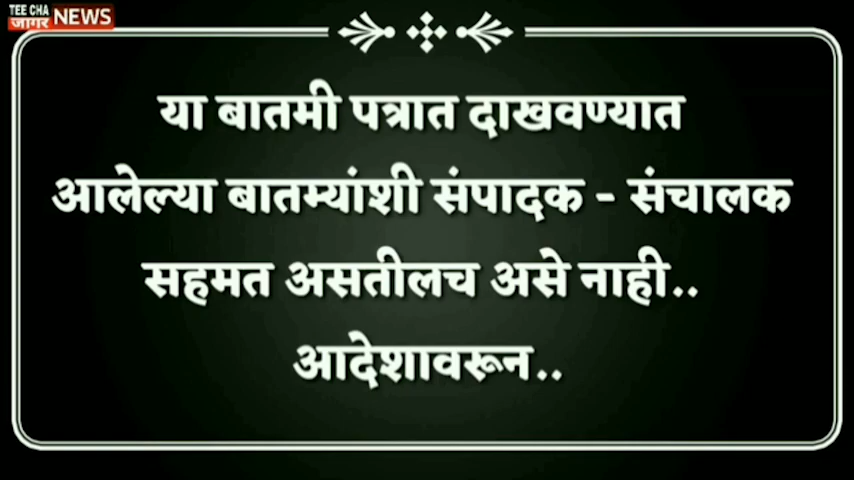 TEE CHA
जागर NEWS
या बातमी पत्रात दाखवण्यात
आलेल्या बातम्यांशी संपादक - संचालक
सहमत असतीलच असे नाही..
आदेशावरून..